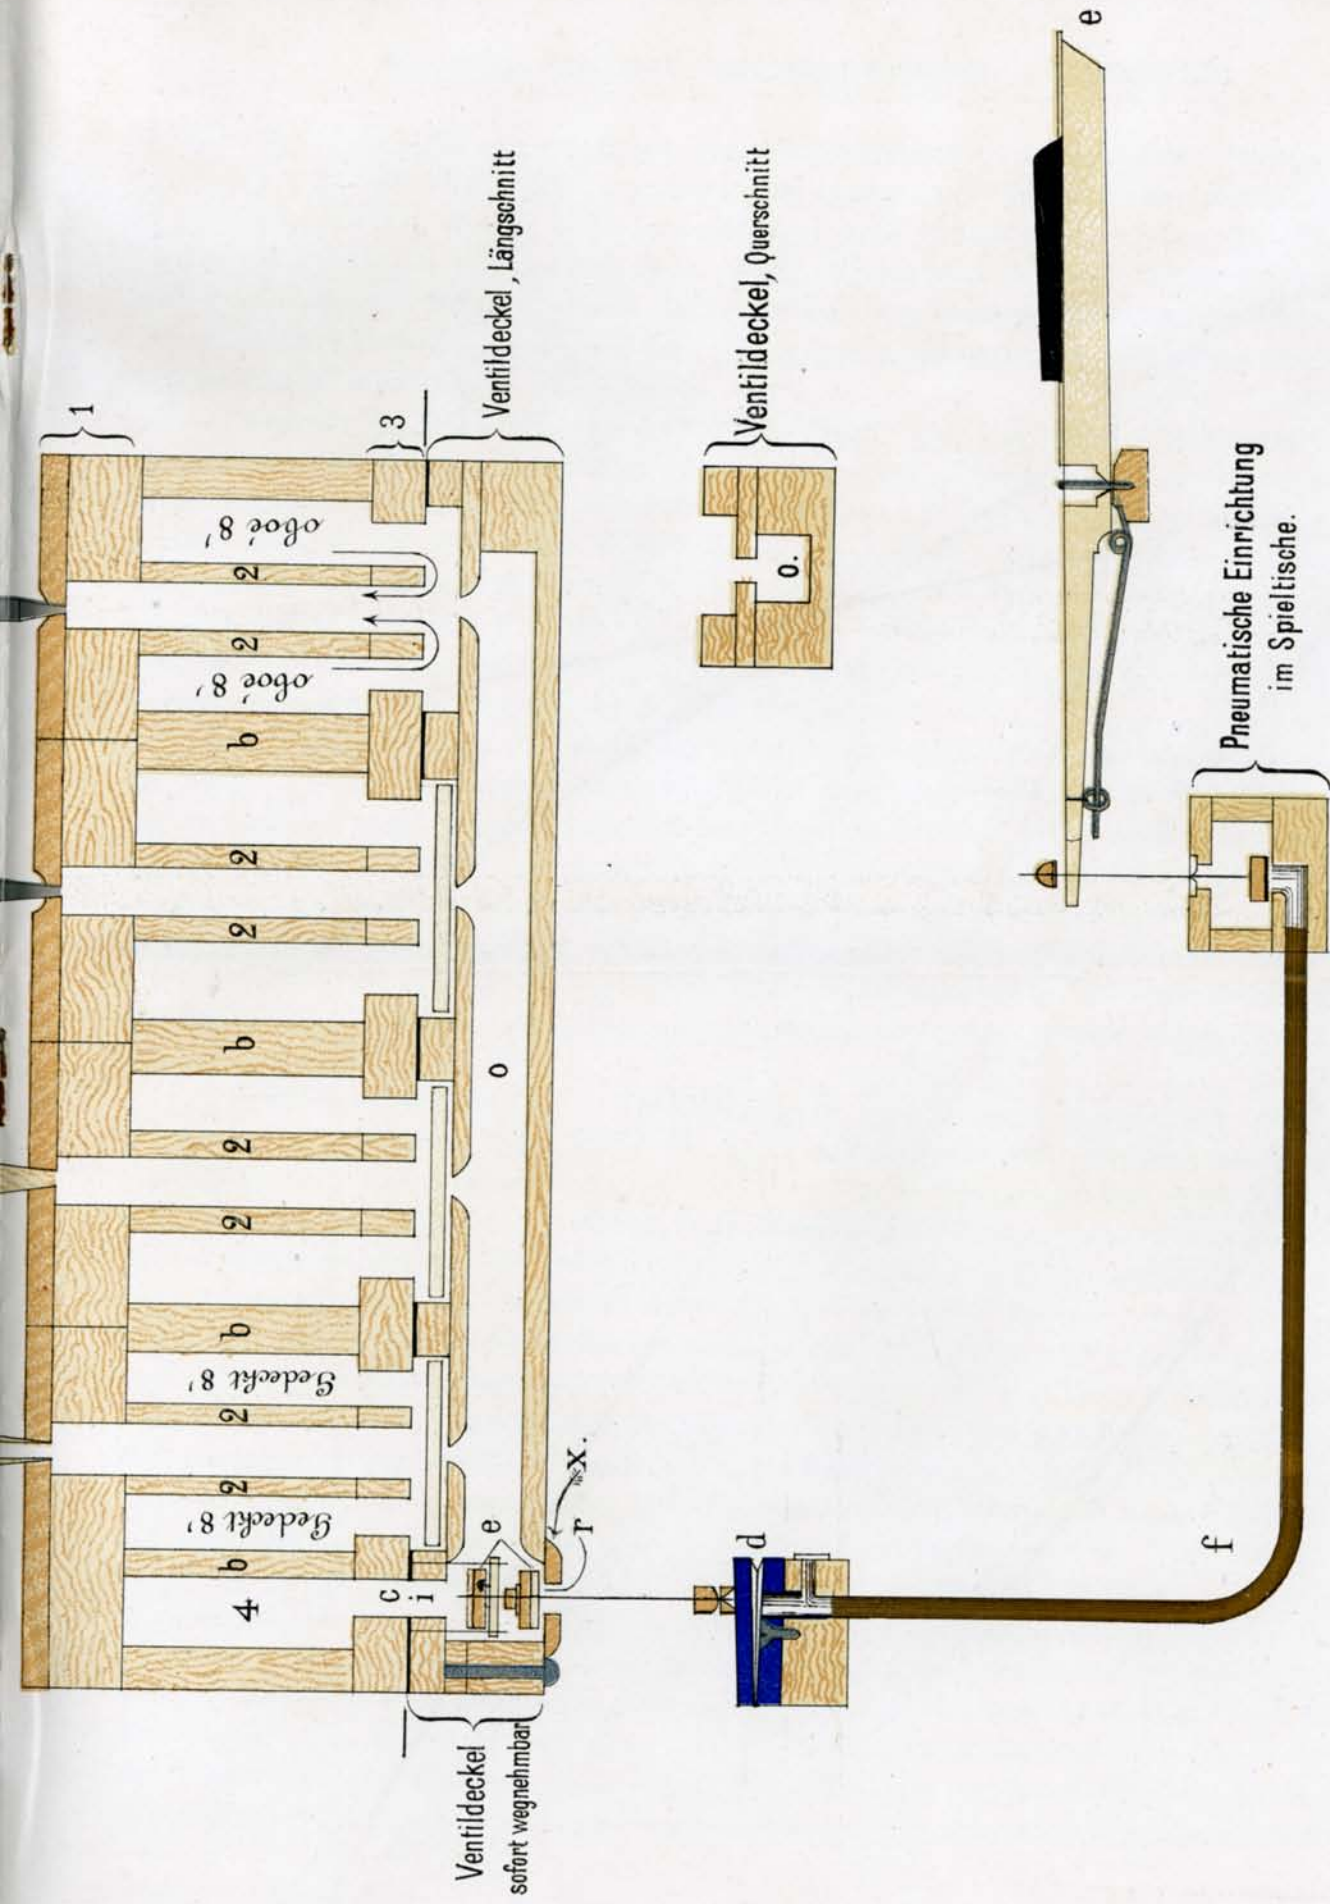 1
oboé 8'
2
2
oboé 8'
3
Ventildeckel, Längschnitt
b
2
2
b
o
2
2
b
Gedeckt 8'
2
2
Gedeckt 8'
b
4
c
i
e
X.
r
Ventildeckel
sofort wegnehmbar
Ventildeckel, Querschnitt
o.
e
d
f
Pneumatische Einrichtung
im Spieltische.